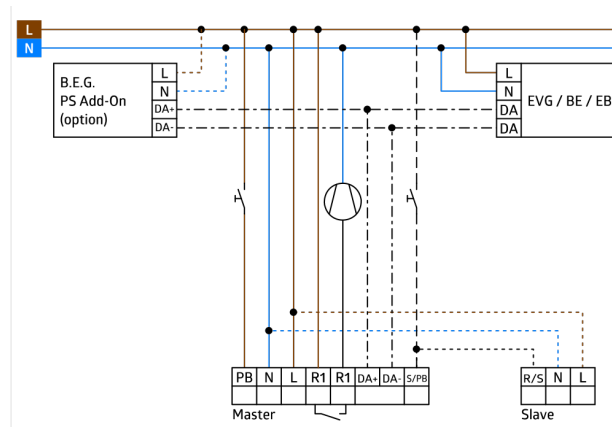 L
N
B.E.G.
PS Add-On
(option)
L
N
DA+
DA-
L
N
DA
DA
EVG / BE / EB
PB N L R1 R1 DA+ DA- S/PB
Master
R/S N L
Slave